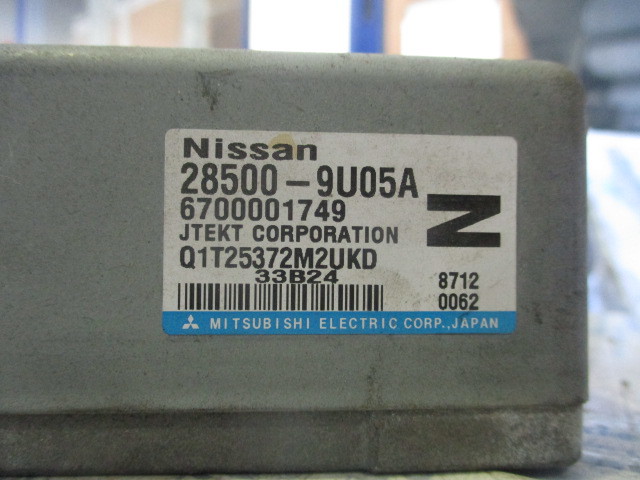 Nissan
28500-9U05A
6700001749
N
JTEKT CORPORATION
Q1T25372M2UKD
33B24
8712
0062
MITSUBISHI ELECTRIC CORP.,JAPAN